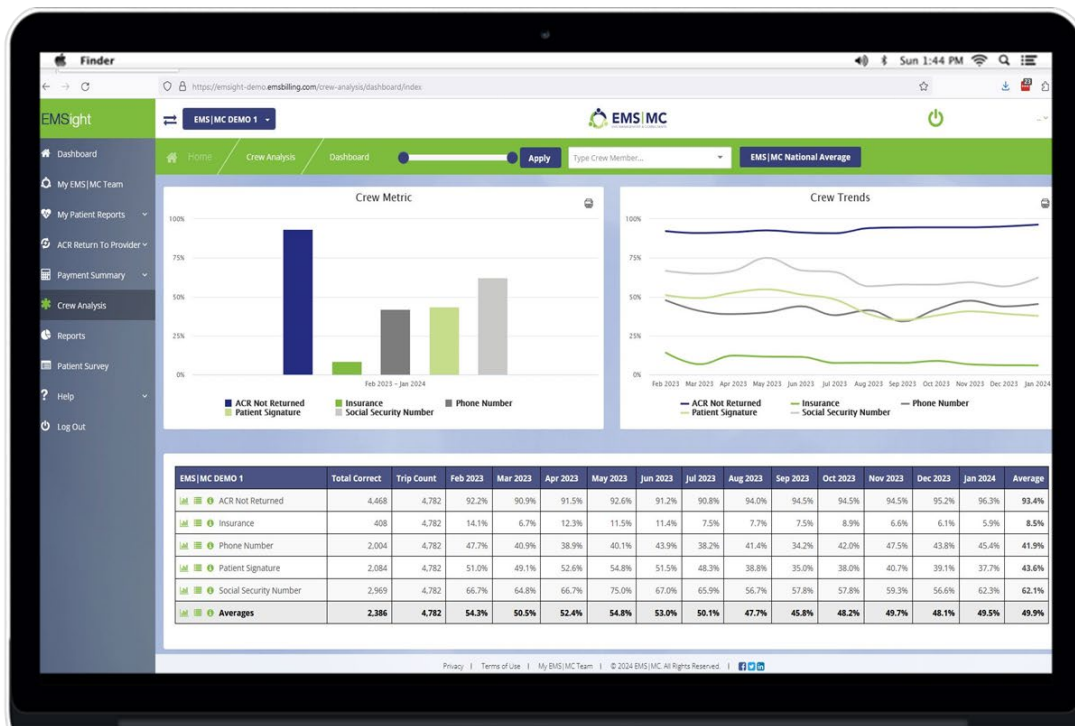 Finder
Sun 1:44 PM
https://emsight-demo.emsbilling.com/crew-analysis/dashboard/index
23
EMSight
EMS|MC DEMO 1
EMS|MC
Home
Crew Analysis
Dashboard
Apply
Type Crew Member...
EMS|MC National Average
Dashboard
My EMS|MC Team
My Patient Reports
ACR Return To Provider
Payment Summary
Crew Analysis
Reports
Patient Survey
Help
Log Out
Crew Metric
100%
75%
50%
25%
0%
Feb 2023 – Jan 2024
ACR Not Returned Insurance Phone Number
Patient Signature Social Security Number
Crew Trends
100%
75%
50%
25%
0%
Feb 2023 Mar 2023 Apr 2023 May 2023 Jun 2023 Jul 2023 Aug 2023 Sep 2023 Oct 2023 Nov 2023 Dec 2023 Jan 2024
ACR Not Returned Insurance Phone Number
Patient Signature Social Security Number
EMS|MC DEMO 1 Total Correct Trip Count Feb 2023 Mar 2023 Apr 2023 May 2023 Jun 2023 Jul 2023 Aug 2023 Sep 2023 Oct 2023 Nov 2023 Dec 2023 Jan 2024 Average
ACR Not Returned 4,468 4,782 92.2% 90.9% 91.5% 92.6% 91.2% 90.8% 94.0% 94.5% 94.5% 94.5% 95.2% 96.3% 93.4%
Insurance 408 4,782 14.1% 6.7% 12.3% 11.5% 11.4% 7.5% 7.7% 7.5% 8.9% 6.6% 6.1% 5.9% 8.5%
Phone Number 2,004 4,782 47.7% 40.9% 38.9% 40.1% 43.9% 38.2% 41.4% 34.2% 42.0% 47.5% 43.8% 45.4% 41.9%
Patient Signature 2,084 4,782 51.0% 49.1% 52.6% 54.8% 51.5% 48.3% 38.8% 35.0% 38.0% 40.7% 39.1% 37.7% 43.6%
Social Security Number 2,969 4,782 66.7% 64.8% 66.7% 75.0% 67.0% 65.9% 56.7% 57.8% 57.8% 59.3% 56.6% 62.3% 62.1%
Averages 2,386 4,782 54.3% 50.5% 52.4% 54.8% 53.0% 50.1% 47.7% 45.8% 48.2% 49.7% 48.1% 49.5% 49.9%
Privacy | Terms of Use | My EMS|MC Team | © 2024 EMS|MC. All Rights Reserved. |